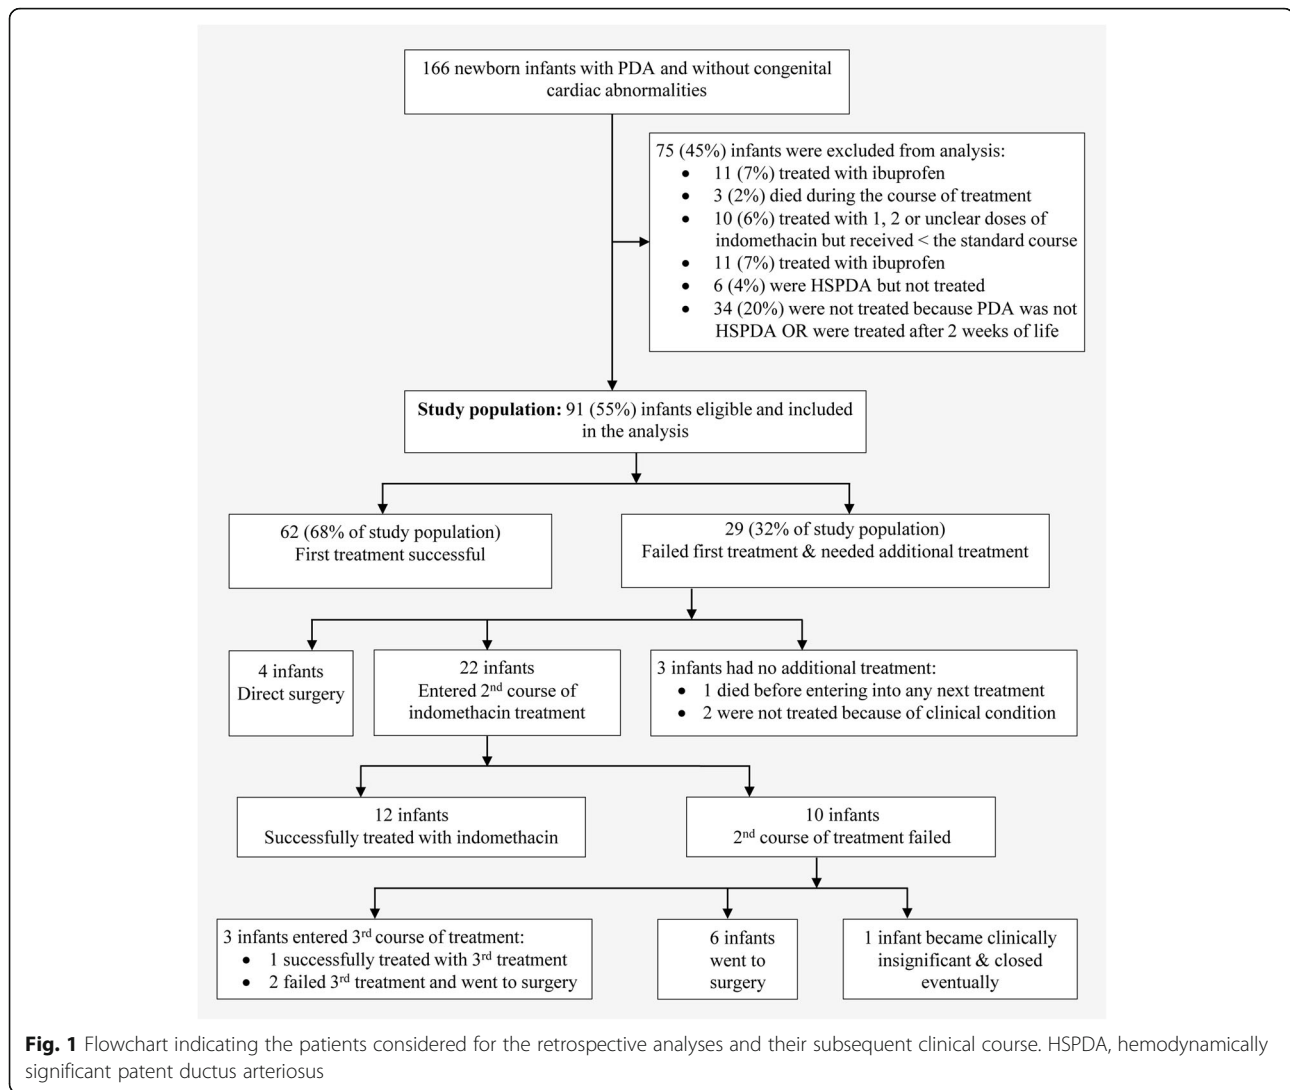 166 newborn infants with PDA and without congenital
cardiac abnormalities
75 (45%) infants were excluded from analysis:
• 11 (7%) treated with ibuprofen
• 3 (2%) died during the course of treatment
• 10 (6%) treated with 1, 2 or unclear doses of
indomethacin but received < the standard course
• 11 (7%) treated with ibuprofen
• 6 (4%) were HSPDA but not treated
• 34 (20%) were not treated because PDA was not
HSPDA OR were treated after 2 weeks of life
Study population: 91 (55%) infants eligible and included
in the analysis
62 (68% of study population)
First treatment successful
29 (32% of study population)
Failed first treatment & needed additional treatment
4 infants
Direct surgery
22 infants
Entered 2nd course of
indomethacin treatment
3 infants had no additional treatment:
• 1 died before entering into any next treatment
• 2 were not treated because of clinical condition
12 infants
Successfully treated with indomethacin
10 infants
2nd course of treatment failed
3 infants entered 3rd course of treatment:
• 1 successfully treated with 3rd treatment
• 2 failed 3rd treatment and went to surgery
6 infants
went to
surgery
1 infant became clinically
insignificant & closed
eventually
Fig. 1 Flowchart indicating the patients considered for the retrospective analyses and their subsequent clinical course. HSPDA, hemodynamically
significant patent ductus arteriosus